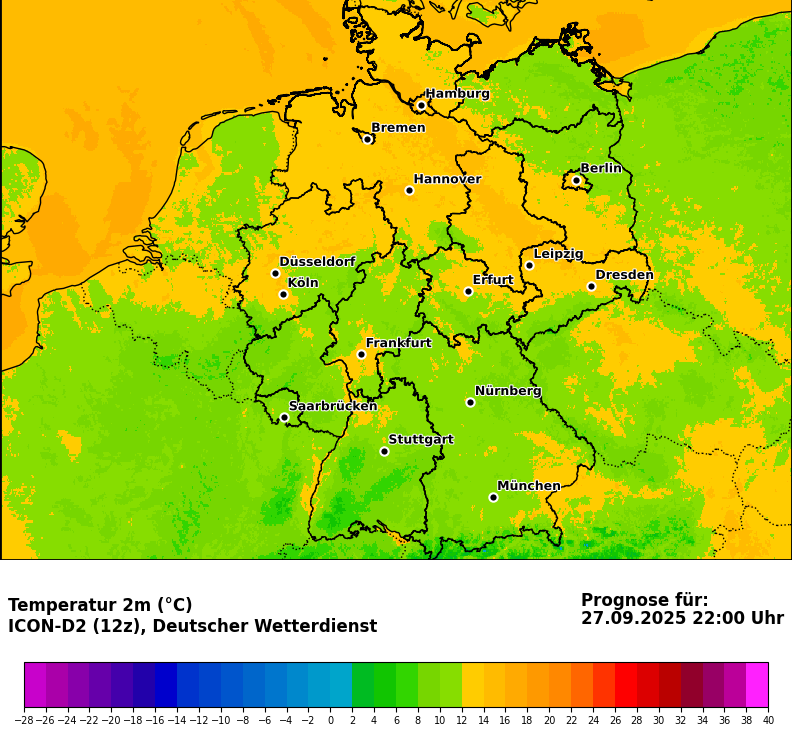 Hamburg
Bremen
Berlin
Hannover
Düsseldorf
Leipzig
Köln
Erfurt
Dresden
Frankfurt
Nürnberg
Saarbrücken
Stuttgart
München
Temperatur 2m (°C)
ICON-D2 (12z), Deutscher Wetterdienst
Prognose für:
27.09.2025 22:00 Uhr
−28 −26 −24 −22 −20 −18 −16 −14 −12 −10 −8 −6 −4 −2 0 2 4 6 8 10 12 14 16 18 20 22 24 26 28 30 32 34 36 38 40